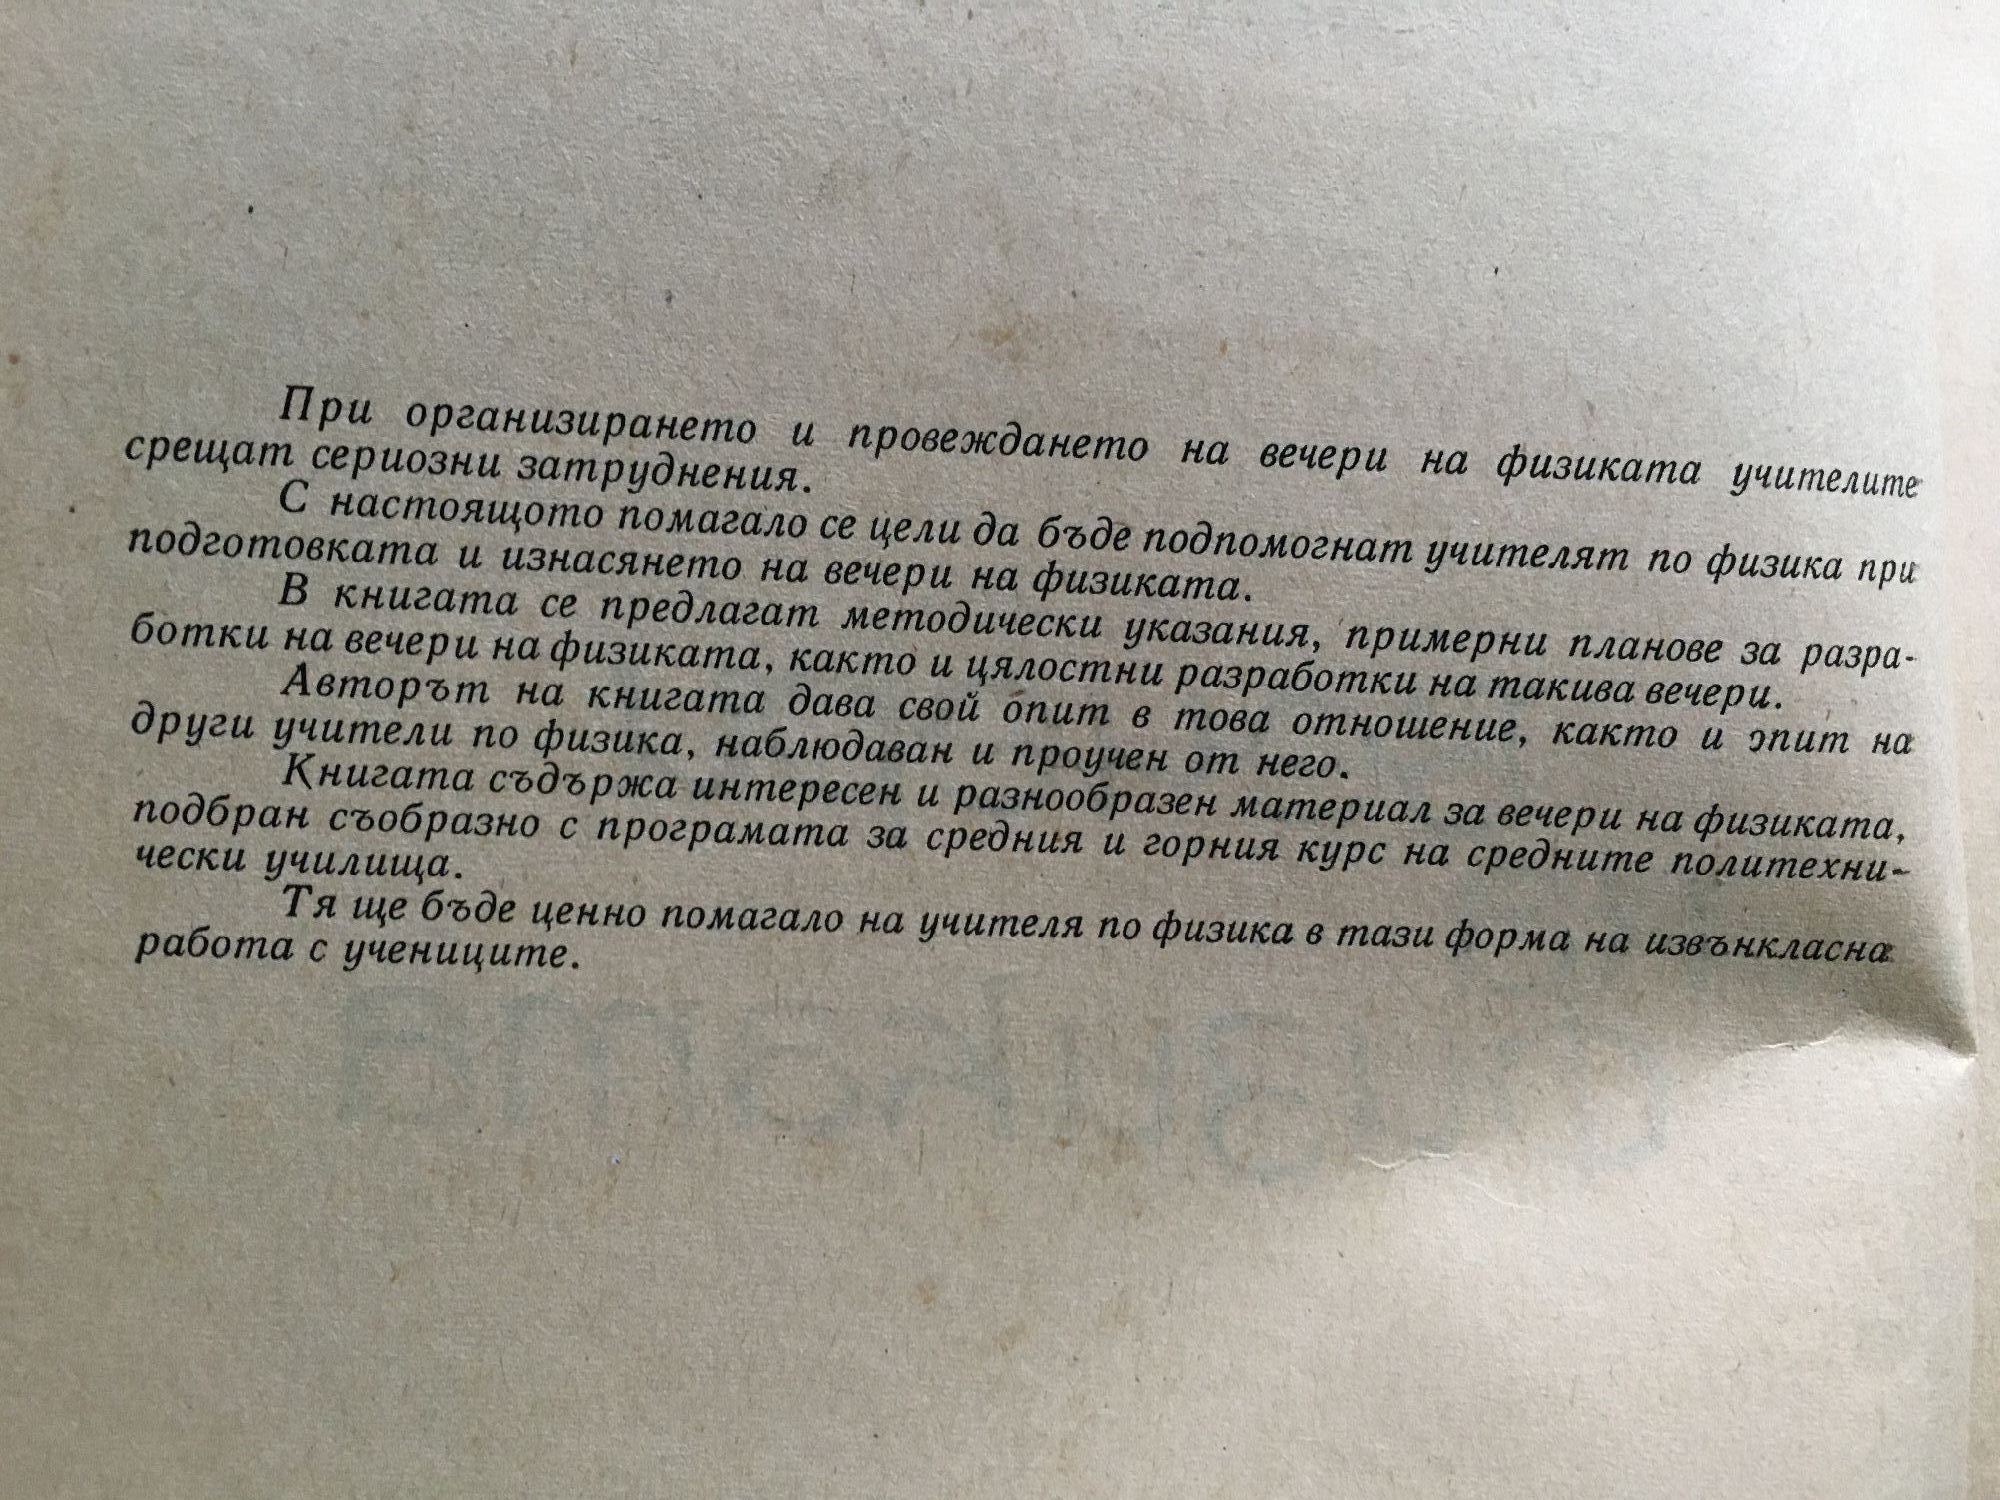 При организирането и провеждането на вечери на физиката учителите
срещат сериозни затруднения.
С настоящото помагало се цели да бъде подпомогнат учителят по физика при
подготовката и изнасянето на вечери на физиката.
В книгата се предлагат методически указания, примерни планове за разра-
ботки на вечери на физиката, както и цялостни разработки на такива вечери.
Авторът на книгата дава свой опит в това отношение, както и опит на
други учители по физика, наблюдаван и проучен от него.
Книгата съдържа интересен и разнообразен материал за вечери на физиката,
подбран съобразно с програмата за средния и горния курс на средните политехни-
чески училища.
Тя ще бъде ценно помагало на учителя по физика в тази форма на извънкласна
работа с учениците.